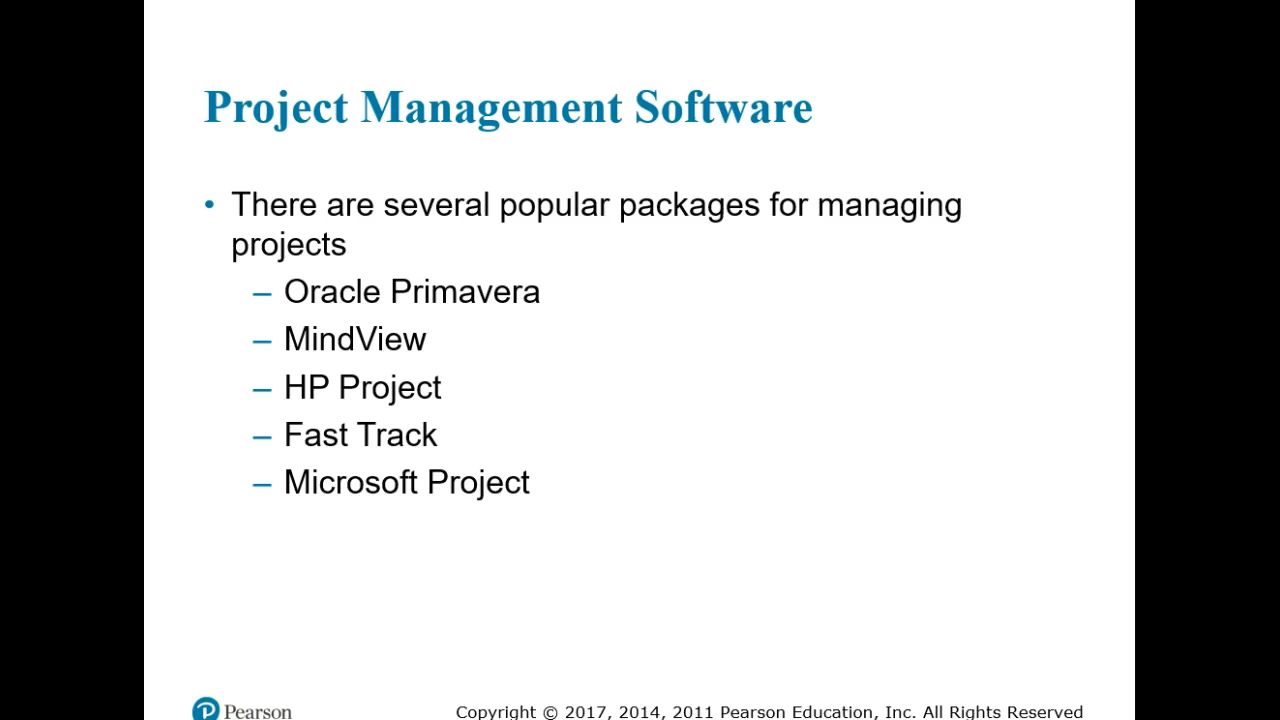 Project Management Software
• There are several popular packages for managing
projects
– Oracle Primavera
– MindView
– HP Project
– Fast Track
– Microsoft Project
Pearson
Copyright © 2017, 2014, 2011 Pearson Education, Inc. All Rights Reserved